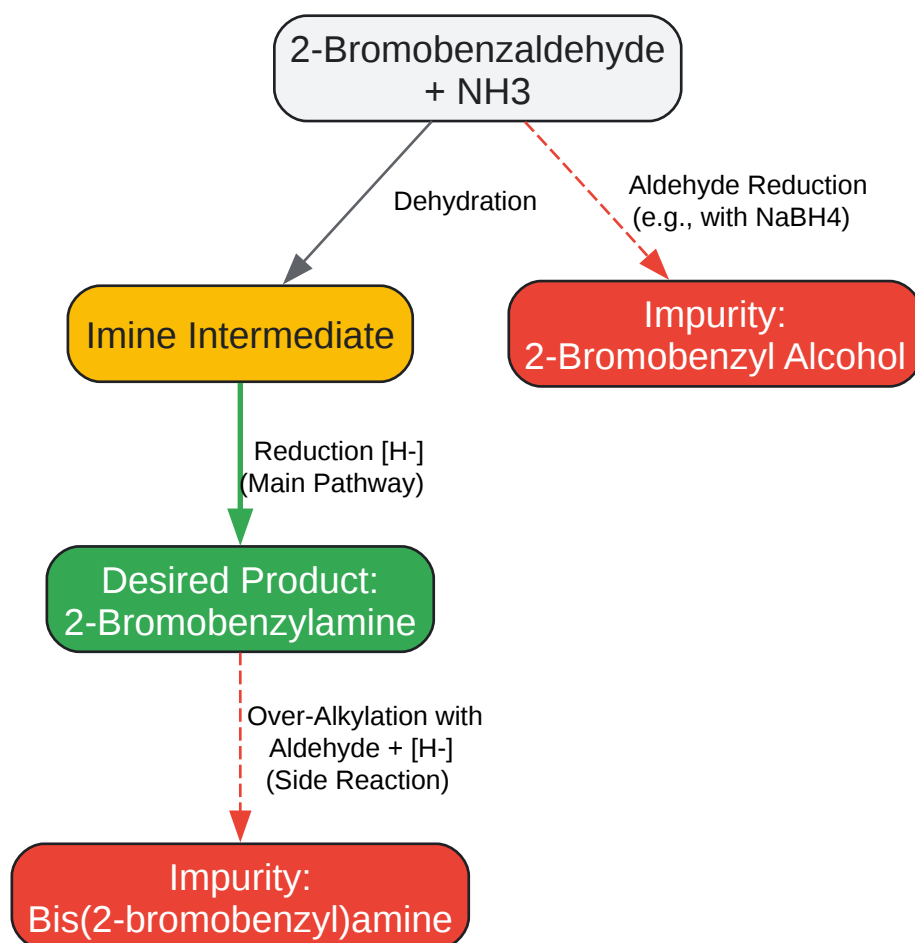 2-Bromobenzaldehyde
+ NH3
Dehydration
Aldehyde Reduction
(e.g., with NaBH4)
Imine Intermediate
Impurity:
2-Bromobenzyl Alcohol
Reduction [H-]
(Main Pathway)
Desired Product:
2-Bromobenzylamine
Over-Alkylation with
Aldehyde + [H-]
(Side Reaction)
Impurity:
Bis(2-bromobenzyl)amine